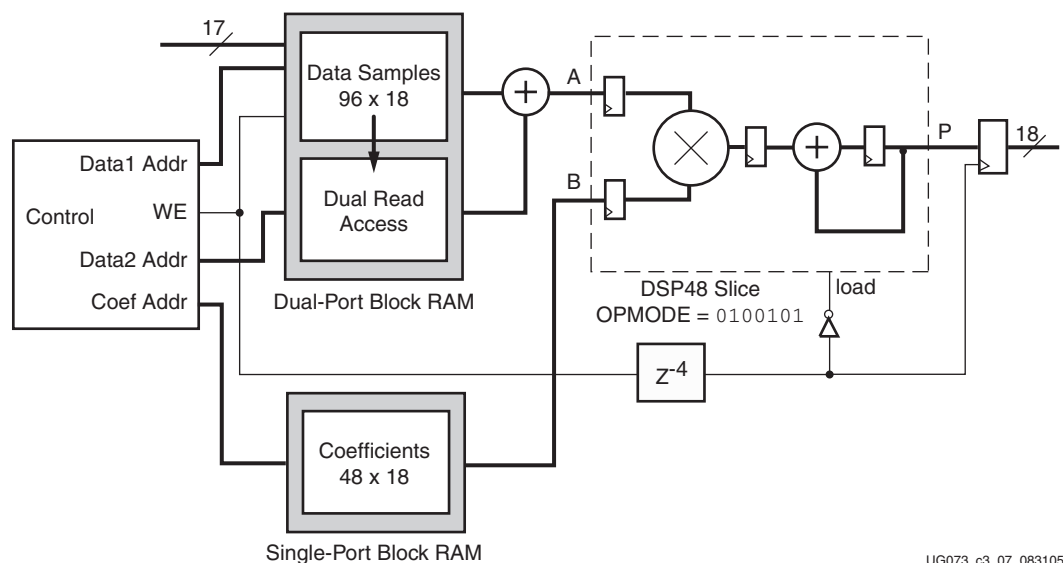 17
Data Samples
96 x 18
Dual Read
Access
Dual-Port Block RAM
Control
Data1 Addr
WE
Data2 Addr
Coef Addr
A
B
P
18
DSP48 Slice
OPMODE = 0100101
load
Z-4
Coefficients
48 x 18
Single-Port Block RAM
UG073_c3_07_083105